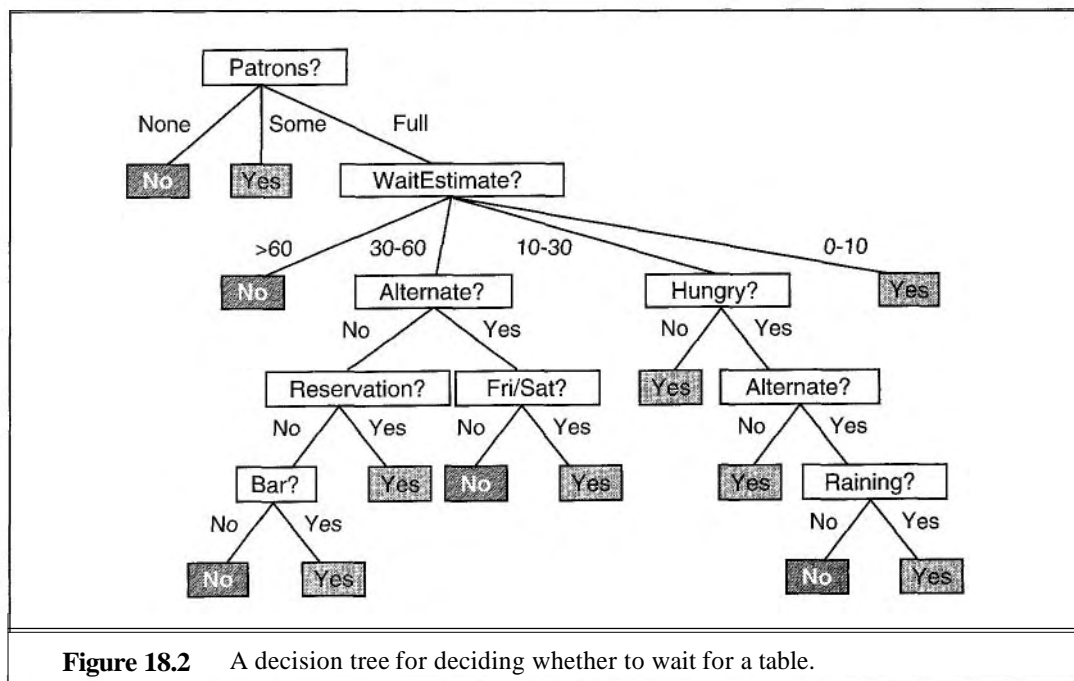 Patrons?
None Some Full
No Yes WaitEstimate?
>60 30-60 10-30 0-10
No Alternate? Hungry? Yes
No Yes No Yes
Reservation? Fri/Sat? Yes Alternate?
No Yes No Yes No Yes
Bar? Yes No Yes Yes Raining?
No Yes No Yes
No Yes No Yes
Figure 18.2 A decision tree for deciding whether to wait for a table.